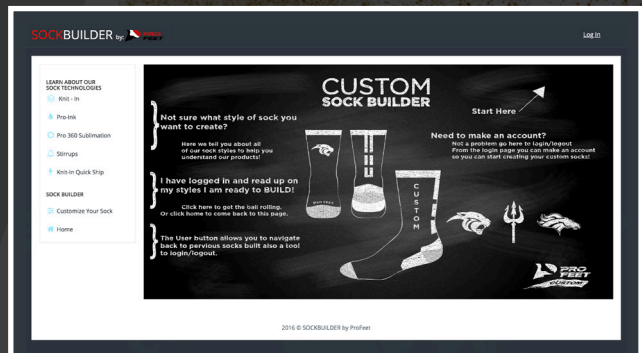 SOCKBUILDER by: PRO FEET
Log In
LEARN ABOUT OUR
SOCK TECHNOLOGIES
Knit - In
Pro-Ink
Pro 360 Sublimation
Stirrups
Knit-In Quick Ship
SOCK BUILDER
Customize Your Sock
Home
CUSTOM
SOCK BUILDER
Start Here
Not sure what style of sock you
want to create?
Here we tell you about all
of our sock styles to help you
understand our products!
Need to make an account?
Not a problem go here to login/logout
From the login page you can make an account
so you can start creating your custom socks!
I have logged in and read up on
my styles I am ready to BUILD!
Click here to get the ball rolling.
Or click home to come back to this page.
The User button allows you to navigate
back to pervious socks built also a tool
to login/logout.
PRO FEET
CUSTOM
PRO
FEET
CUSTOM
2016 © SOCKBUILDER by ProFeet